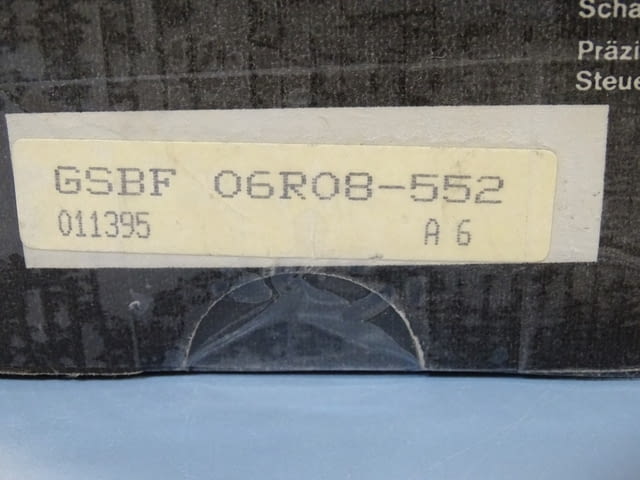 Scha
Präzi
Steue
GSBF 06R08-552
011395 A 6